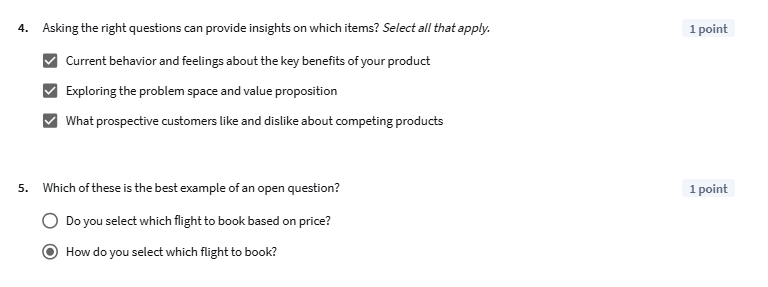 4. Asking the right questions can provide insights on which items? Select all that apply.
1 point
Current behavior and feelings about the key benefits of your product
Exploring the problem space and value proposition
What prospective customers like and dislike about competing products
5. Which of these is the best example of an open question?
1 point
Do you select which flight to book based on price?
How do you select which flight to book?